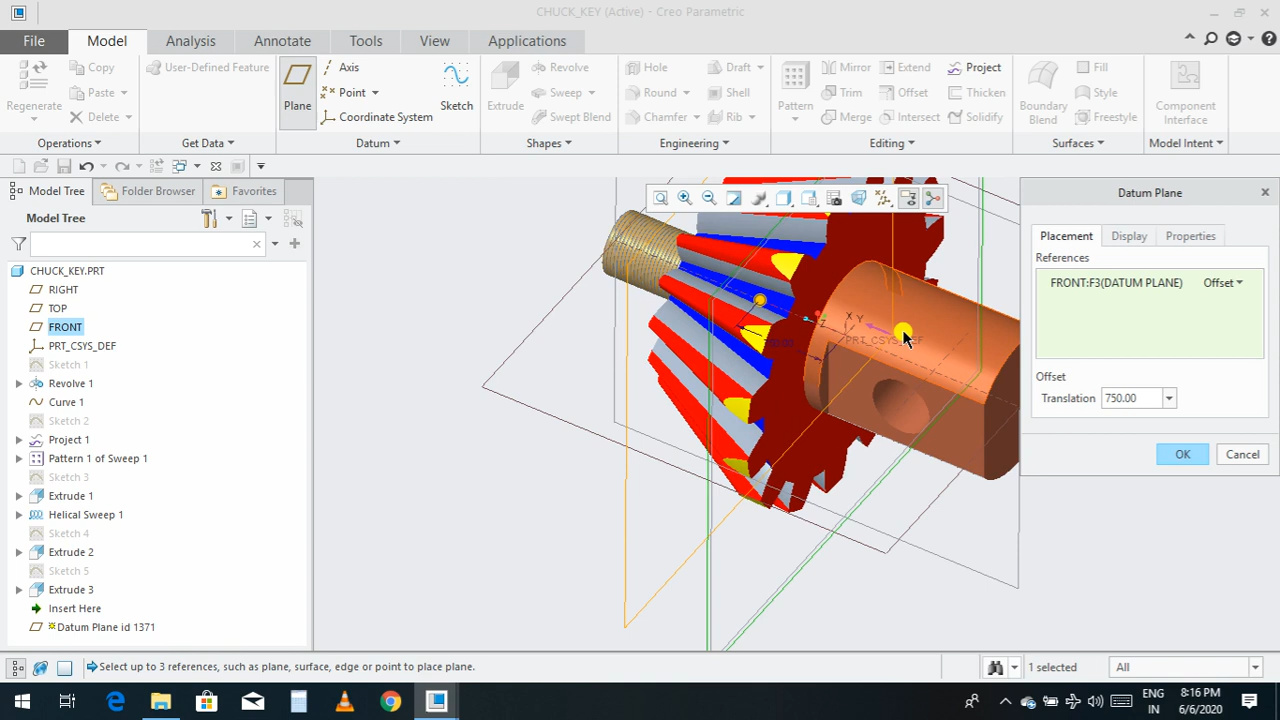 CHUCK_KEY (Active) - Creo Parametric
File Model Analysis Annotate Tools View Applications
Regenerate
Copy
Paste
Delete
User-Defined Feature
Plane
Axis
Point
Coordinate System
Sketch
Extrude
Revolve
Sweep
Swept Blend
Hole
Round
Chamfer
Draft
Shell
Rib
Pattern
Mirror
Trim
Merge
Extend
Offset
Intersect
Project
Thicken
Solidify
Boundary
Blend
Fill
Style
Freestyle
Component
Interface
Operations Get Data Datum Shapes Engineering Editing Surfaces Model Intent
Model Tree Folder Browser Favorites
Model Tree
CHUCK_KEY.PRT
RIGHT
TOP
FRONT
PRT_CSYS_DEF
Sketch 1
Revolve 1
Curve 1
Sketch 2
Project 1
Pattern 1 of Sweep 1
Sketch 3
Extrude 1
Helical Sweep 1
Sketch 4
Extrude 2
Sketch 5
Extrude 3
Insert Here
Datum Plane id 1371
X
Y
Z
PRT_CSYS_DEF
750.00
Datum Plane
Placement Display Properties
References
FRONT:F3(DATUM PLANE) Offset
Offset
Translation 750.00
OK Cancel
Select up to 3 references, such as plane, surface, edge or point to place plane.
1 selected
All
ENG
IN
8:16 PM
6/6/2020